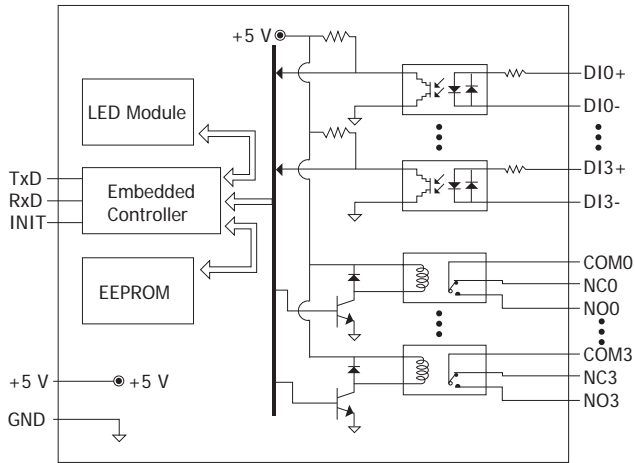 +5 V
LED Module
TxD
RxD
INIT
Embedded
Controller
EEPROM
+5 V
+5 V
GND
DI0+
DI0-
DI3+
DI3-
COM0
NC0
NO0
COM3
NC3
NO3